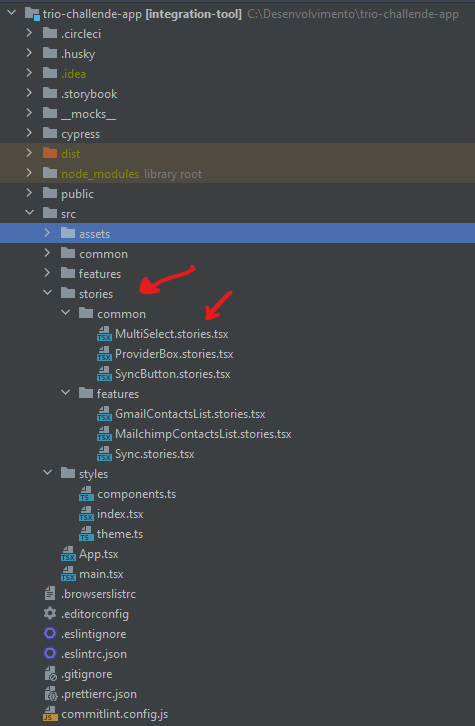 trio-challende-app [integration-tool] C:\Desenvolvimento\trio-challende-app
.circleci
.husky
.idea
.storybook
__mocks__
cypress
dist
node_modules library root
public
src
assets
common
features
stories
common
MultiSelect.stories.tsx
ProviderBox.stories.tsx
SyncButton.stories.tsx
features
GmailContactsList.stories.tsx
MailchimpContactsList.stories.tsx
Sync.stories.tsx
styles
components.ts
index.tsx
theme.ts
App.tsx
main.tsx
.browserslistrc
.editorconfig
.eslintignore
.eslintrc.json
.gitignore
.prettierrc.json
commitlint.config.js